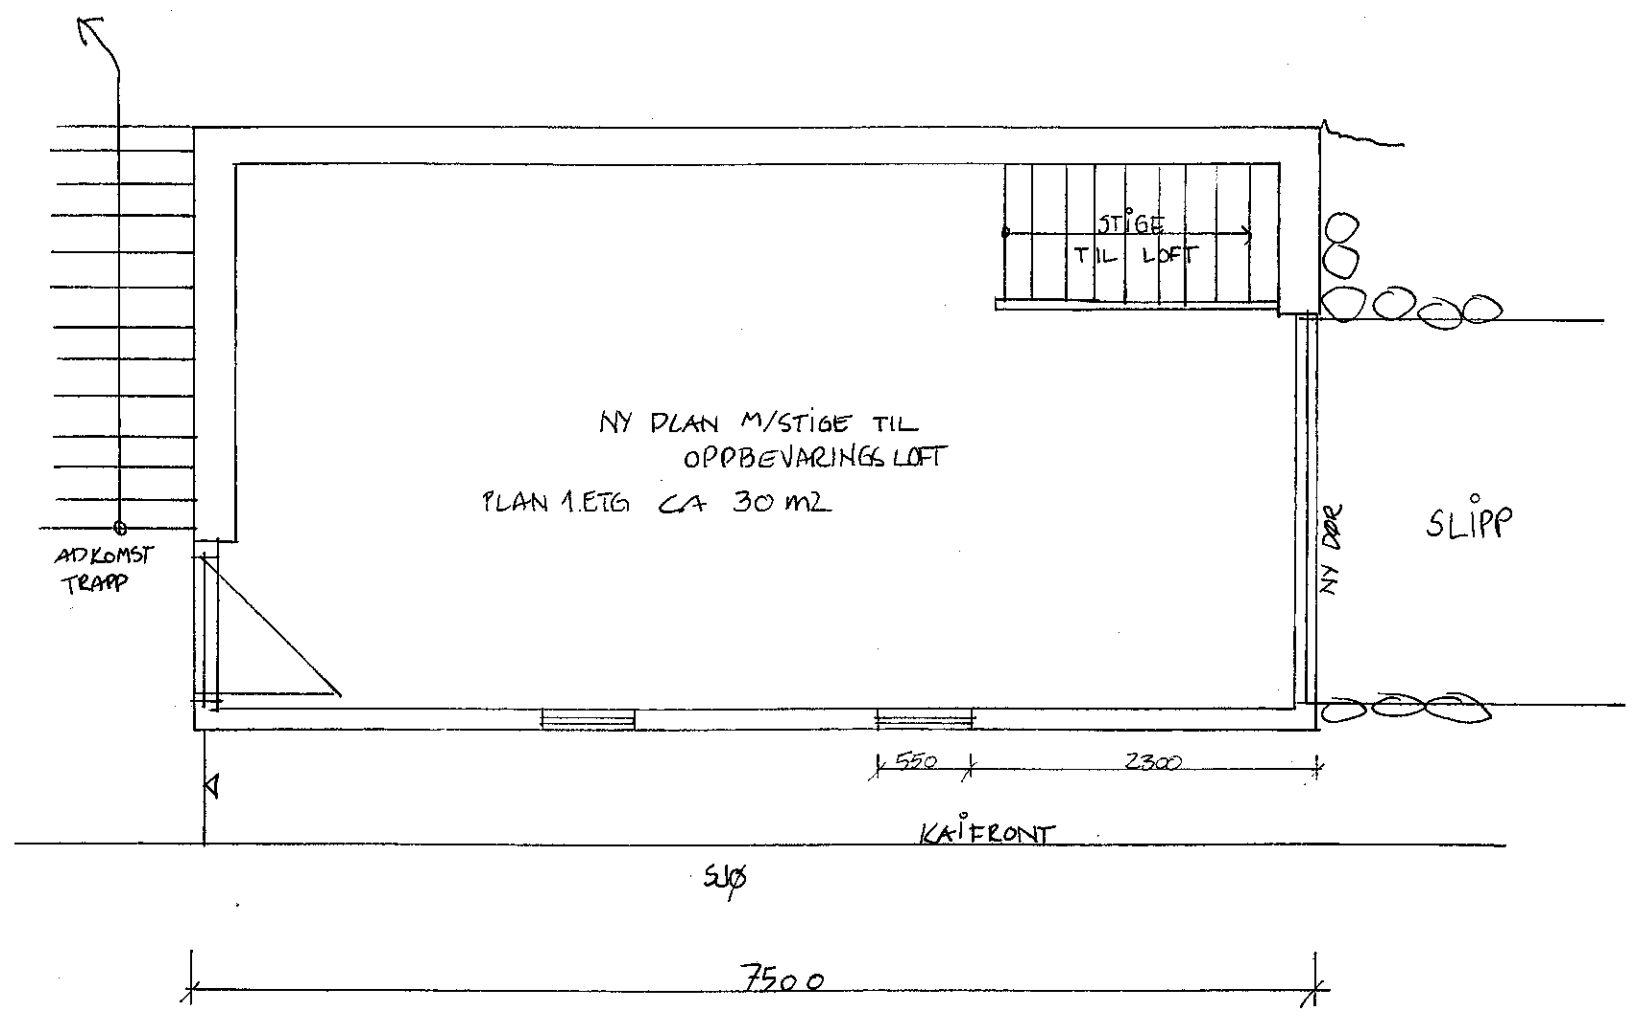 STIGE
TIL LOFT
NY PLAN M/STIGE TIL
OPPBEVARINGS LOFT
PLAN 1.ETG CA 30 m2
ADKOMST
TRAPP
NY DØR
SLIPP
550
2300
KAIFRONT
SJØ
7500